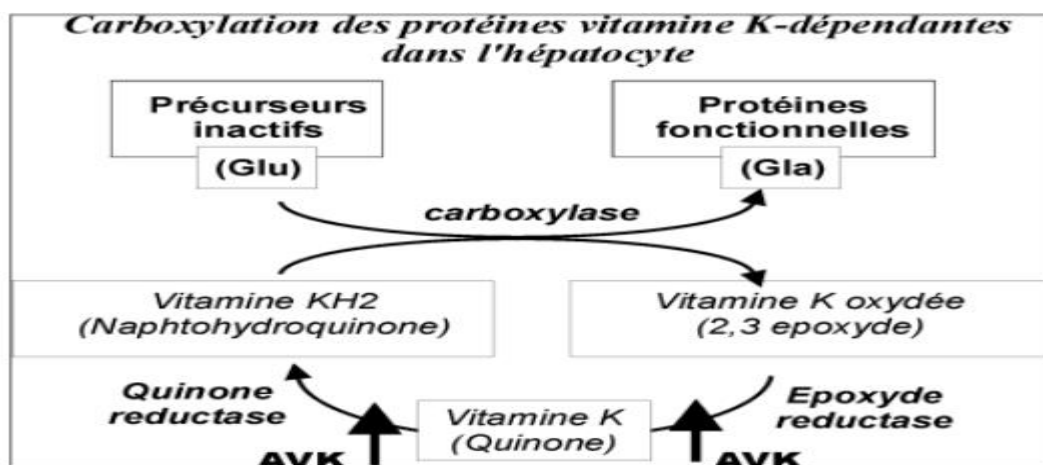 Carboxylation des protéines vitamine K-dépendantes
dans l'hépatocyte
Précurseurs
inactifs
(Glu)
Protéines
fonctionnelles
(Gla)
carboxylase
Vitamine KH2
(Naphtohydroquinone)
Vitamine K oxydée
(2,3 epoxyde)
Quinone
reductase
Vitamine K
(Quinone)
Epoxyde
reductase
AVK
AVK